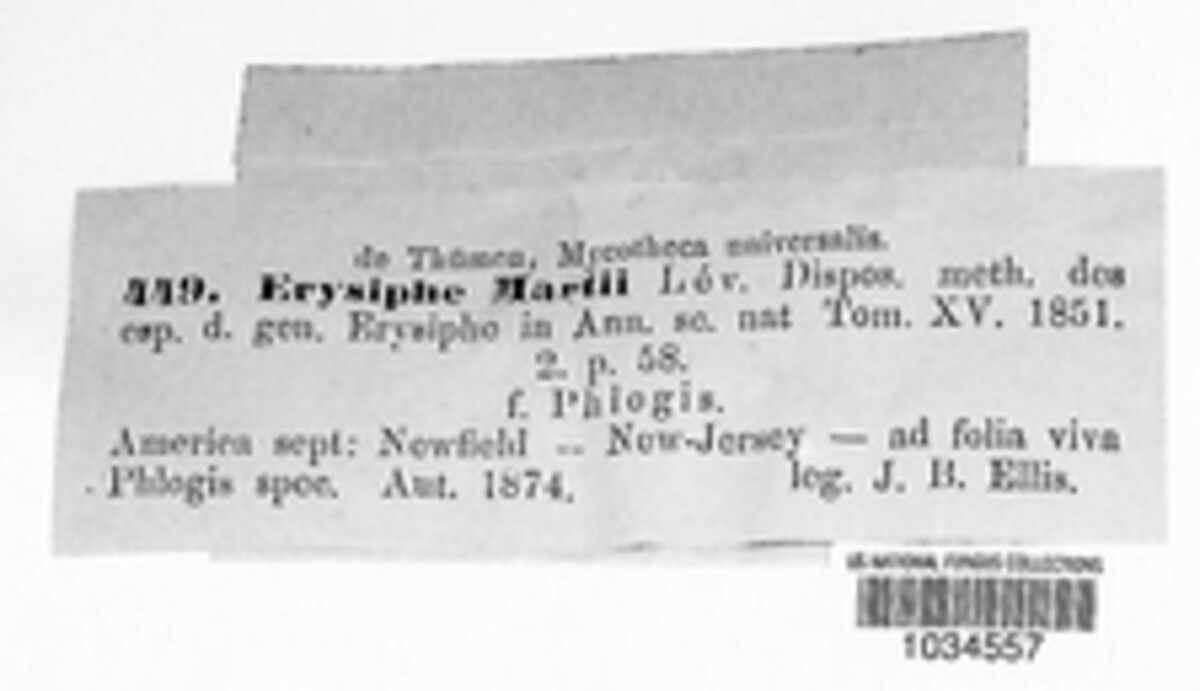 de Thümen, Mycotheca universalis.
449. Erysiphe Martii Lév. Dispos. meth. des
esp. d. gen. Erysiphe in Ann. sc. nat Tom. XV. 1851.
2. p. 58.
f. Phlogis.
America sept: Newfield — New-Jersey — ad folia viva
Phlogis spec. Aut. 1874. leg. J. B. Ellis.
US NATIONAL FUNGUS COLLECTIONS
1034557